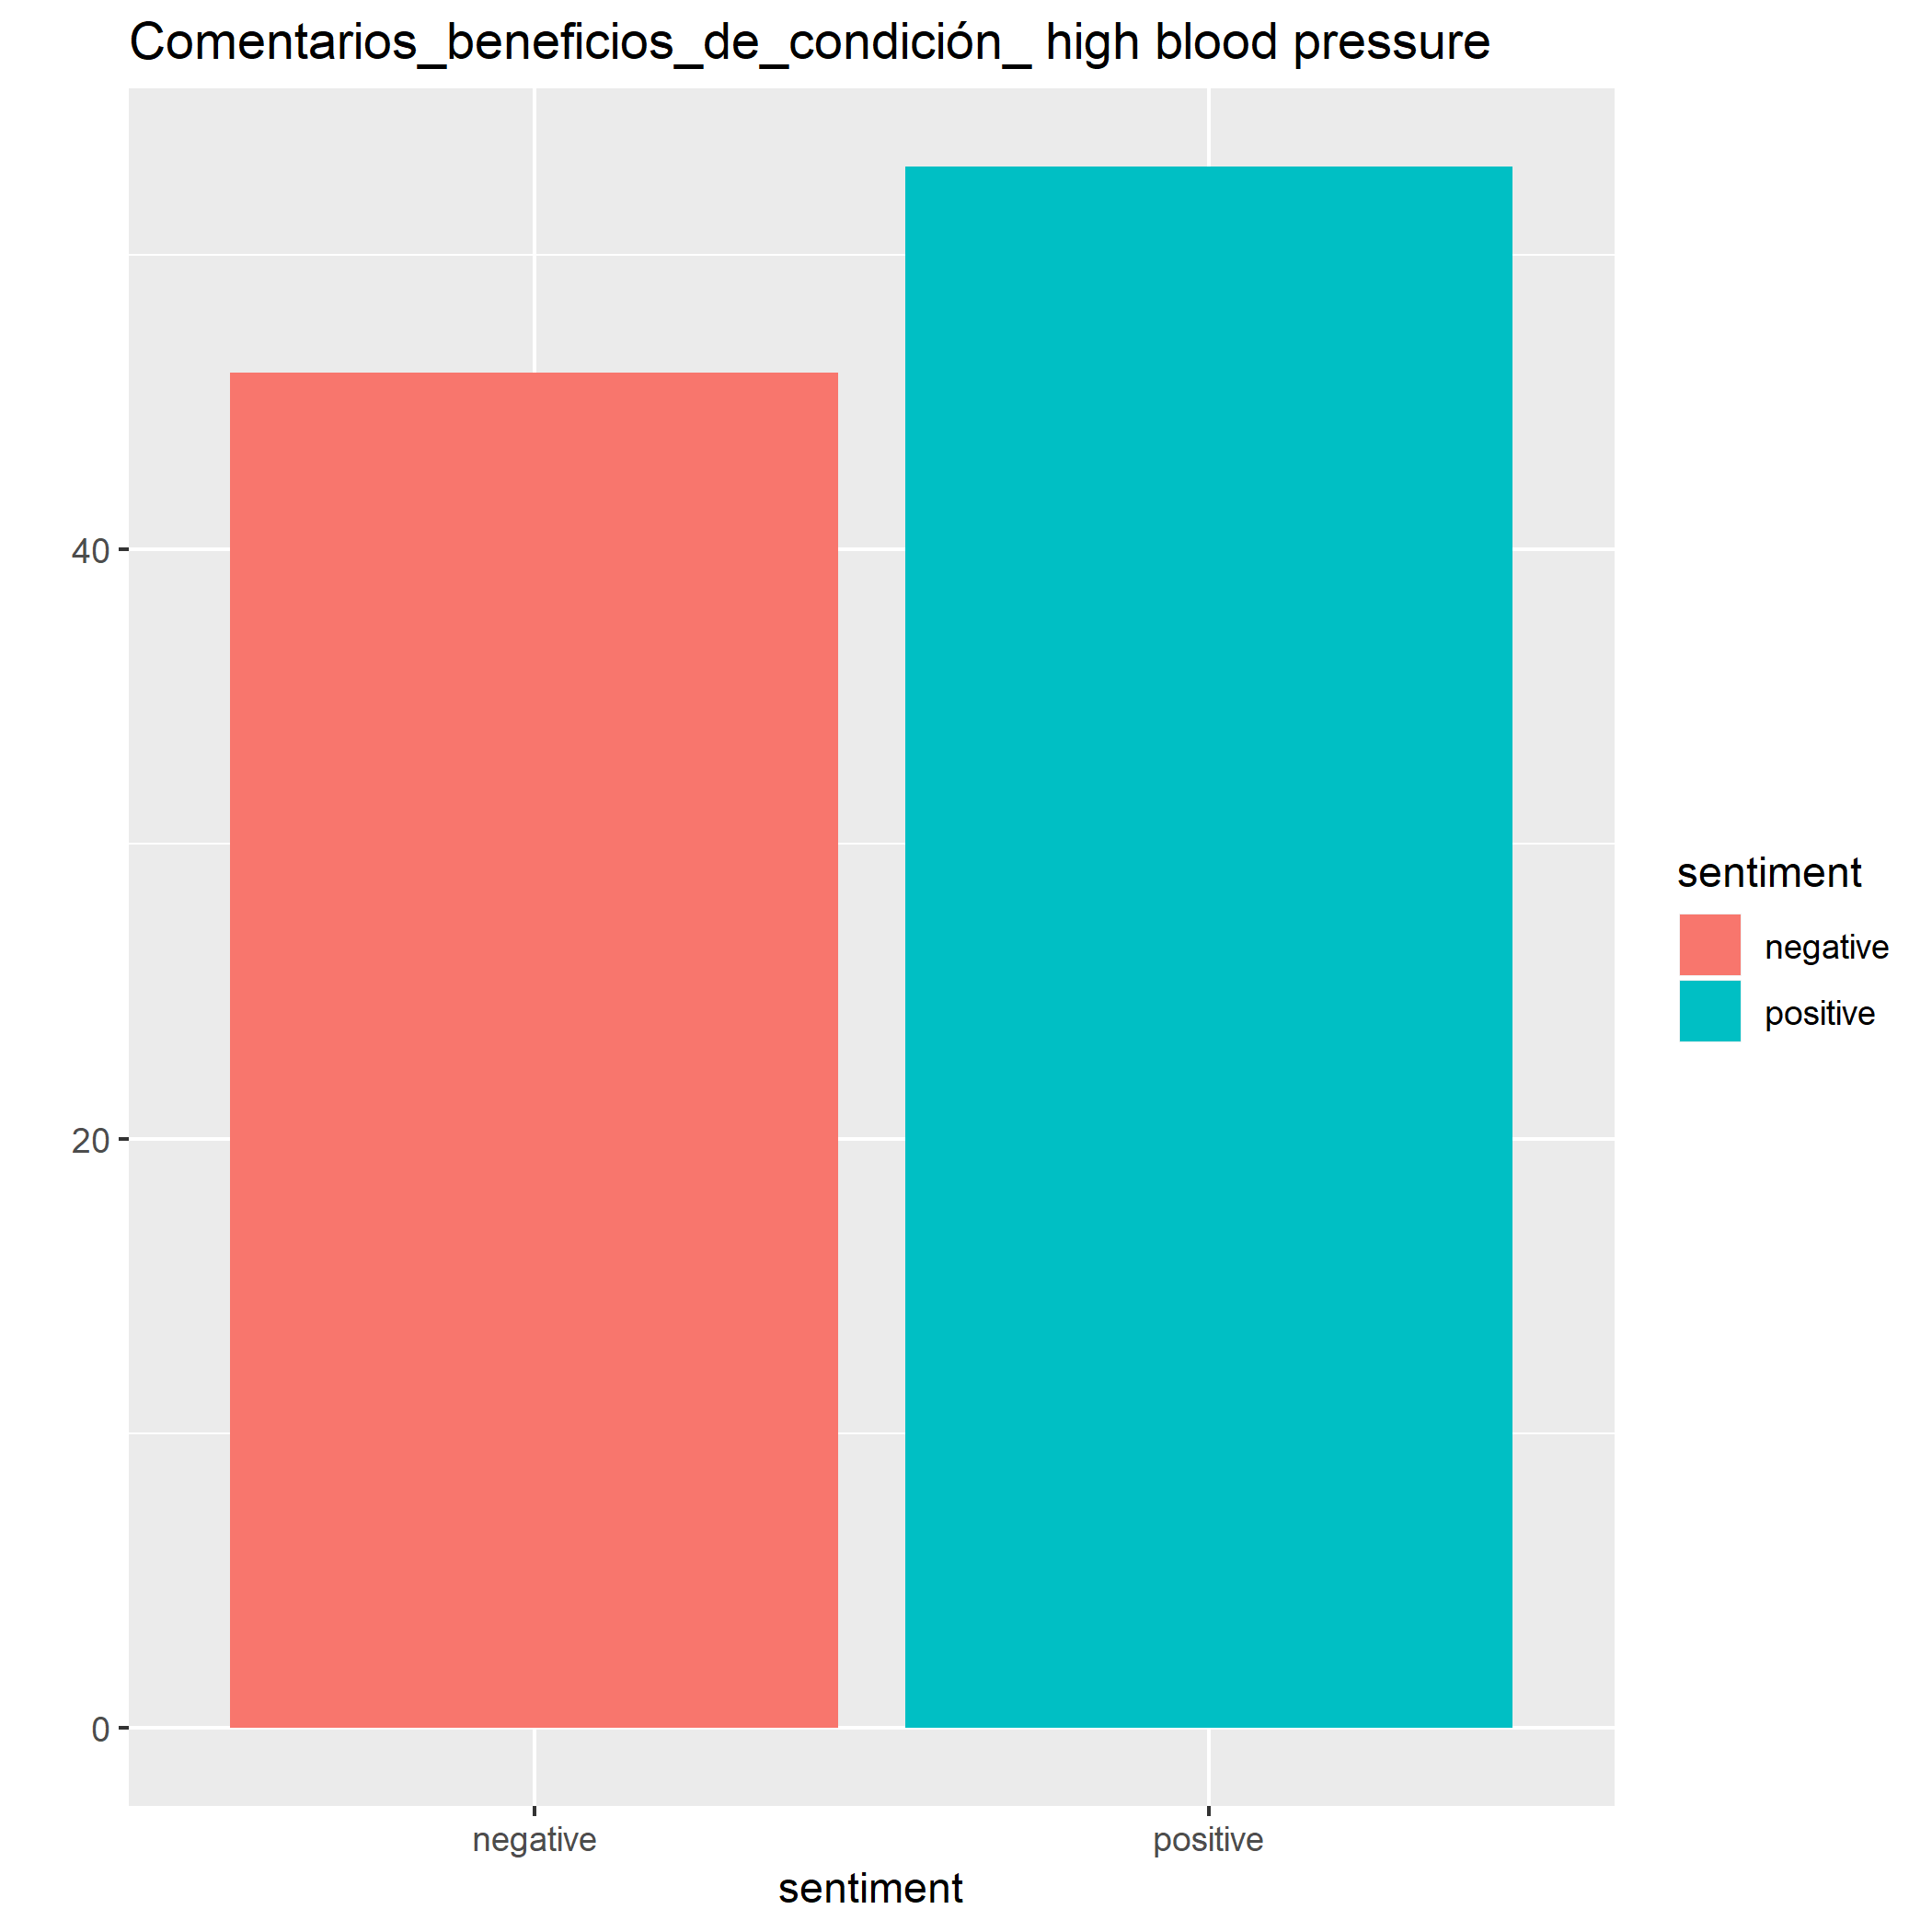 Comentarios_beneficios_de_condición_ high blood pressure
40
20
0
negative
positive
sentiment
sentiment
negative
positive